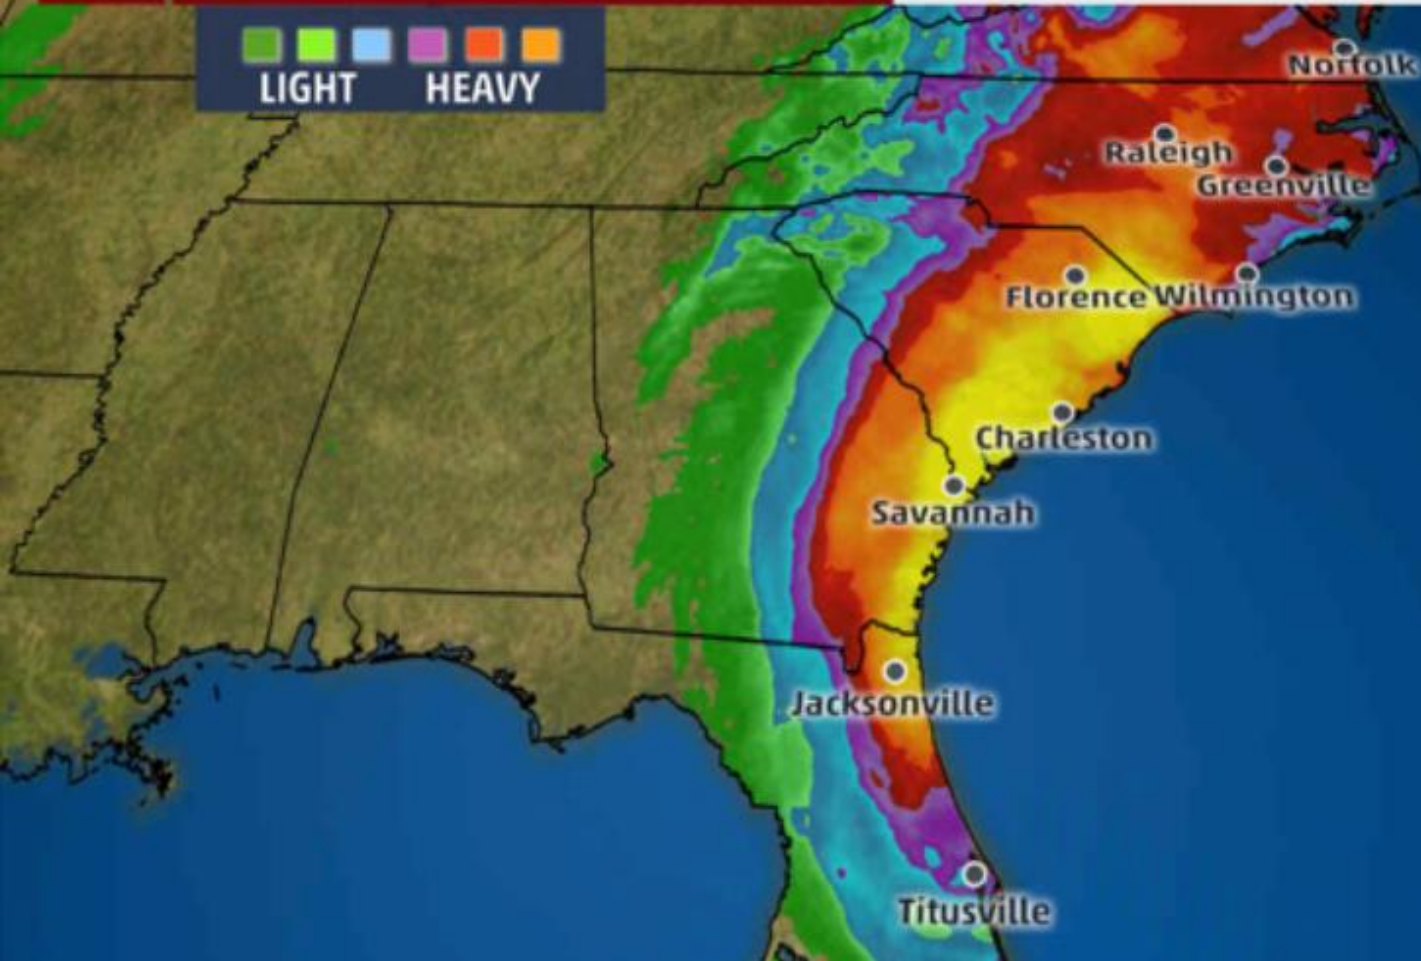 LIGHT HEAVY
Norfolk
Raleigh
Greenville
Florence Wilmington
Charleston
Savannah
Jacksonville
Titusville